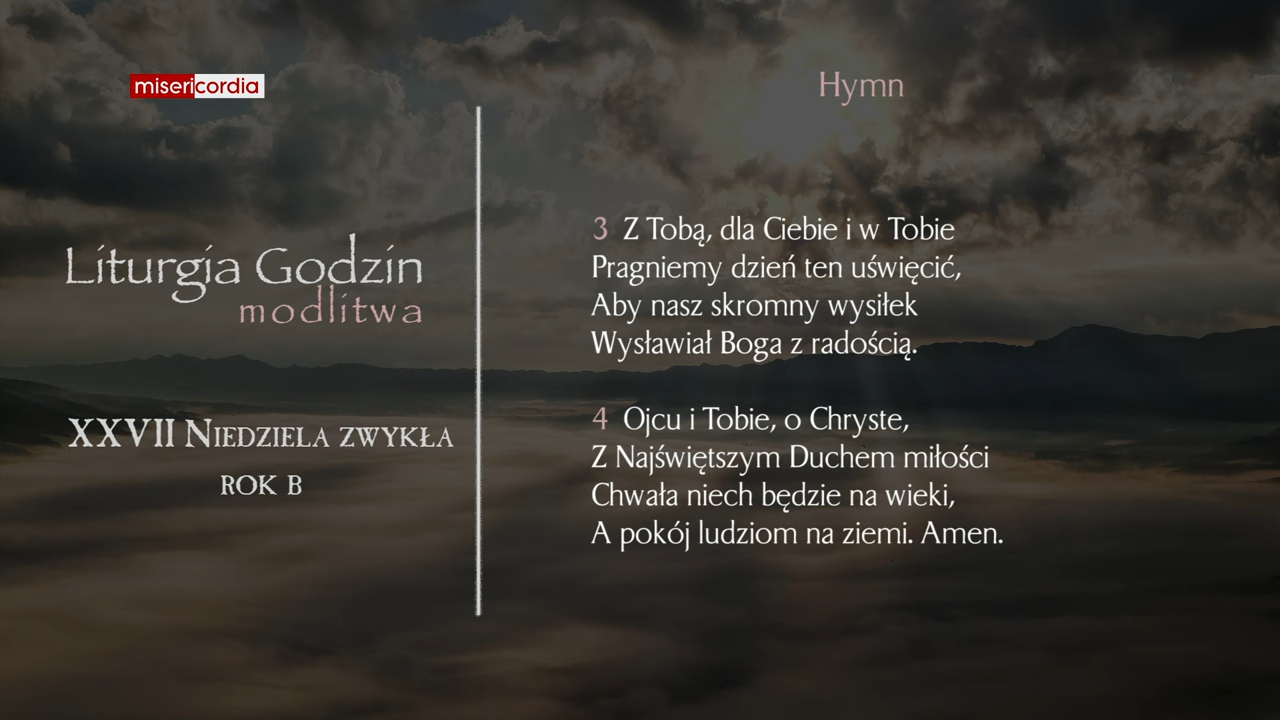 misericordia
Liturgia Godzin
modlitwa
XXVII Niedziela zwykła
rok B
Hymn
3 Z Tobą, dla Ciebie i w Tobie
Pragniemy dzień ten uświęcić,
Aby nasz skromny wysiłek
Wysławiał Boga z radością.
4 Ojcu i Tobie, o Chryste,
Z Najświętszym Duchem miłości
Chwała niech będzie na wieki,
A pokój ludziom na ziemi. Amen.